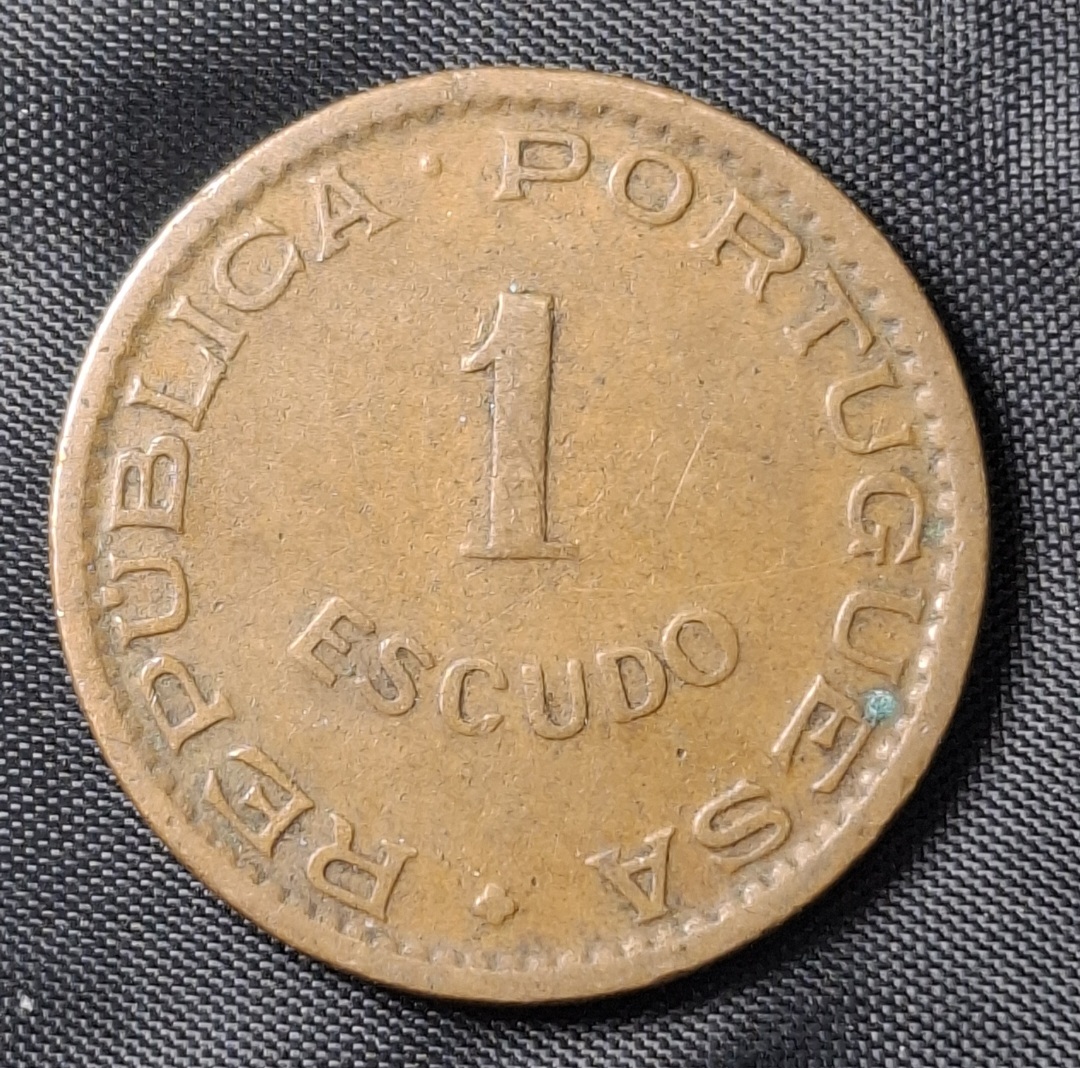 REPÚBLICA · PORTUGUESA
1
ESCUDO